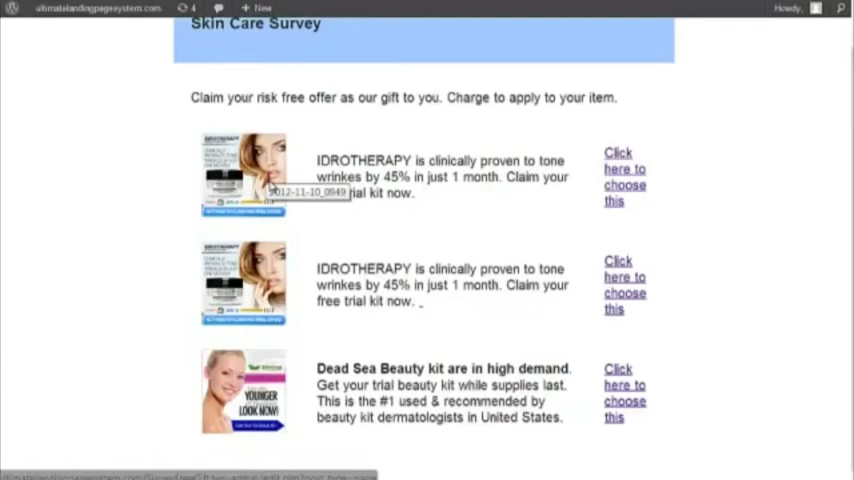 ultimatelandingpagesystem.com 4 + New Howdy,
Skin Care Survey
Claim your risk free offer as our gift to you. Charge to apply to your item.
IDROTHERAPY is clinically proven to tone
wrinkes by 45% in just 1 month. Claim your
rial kit now.
Click
here to
choose
this
2012-11-10_0949
IDROTHERAPY is clinically proven to tone
wrinkes by 45% in just 1 month. Claim your
free trial kit now. _
Click
here to
choose
this
YOUNGER
LOOK NOW!
Dead Sea Beauty kit are in high demand.
Get your trial beauty kit while supplies last.
This is the #1 used & recommended by
beauty kit dermatologists in United States.
Click
here to
choose
this